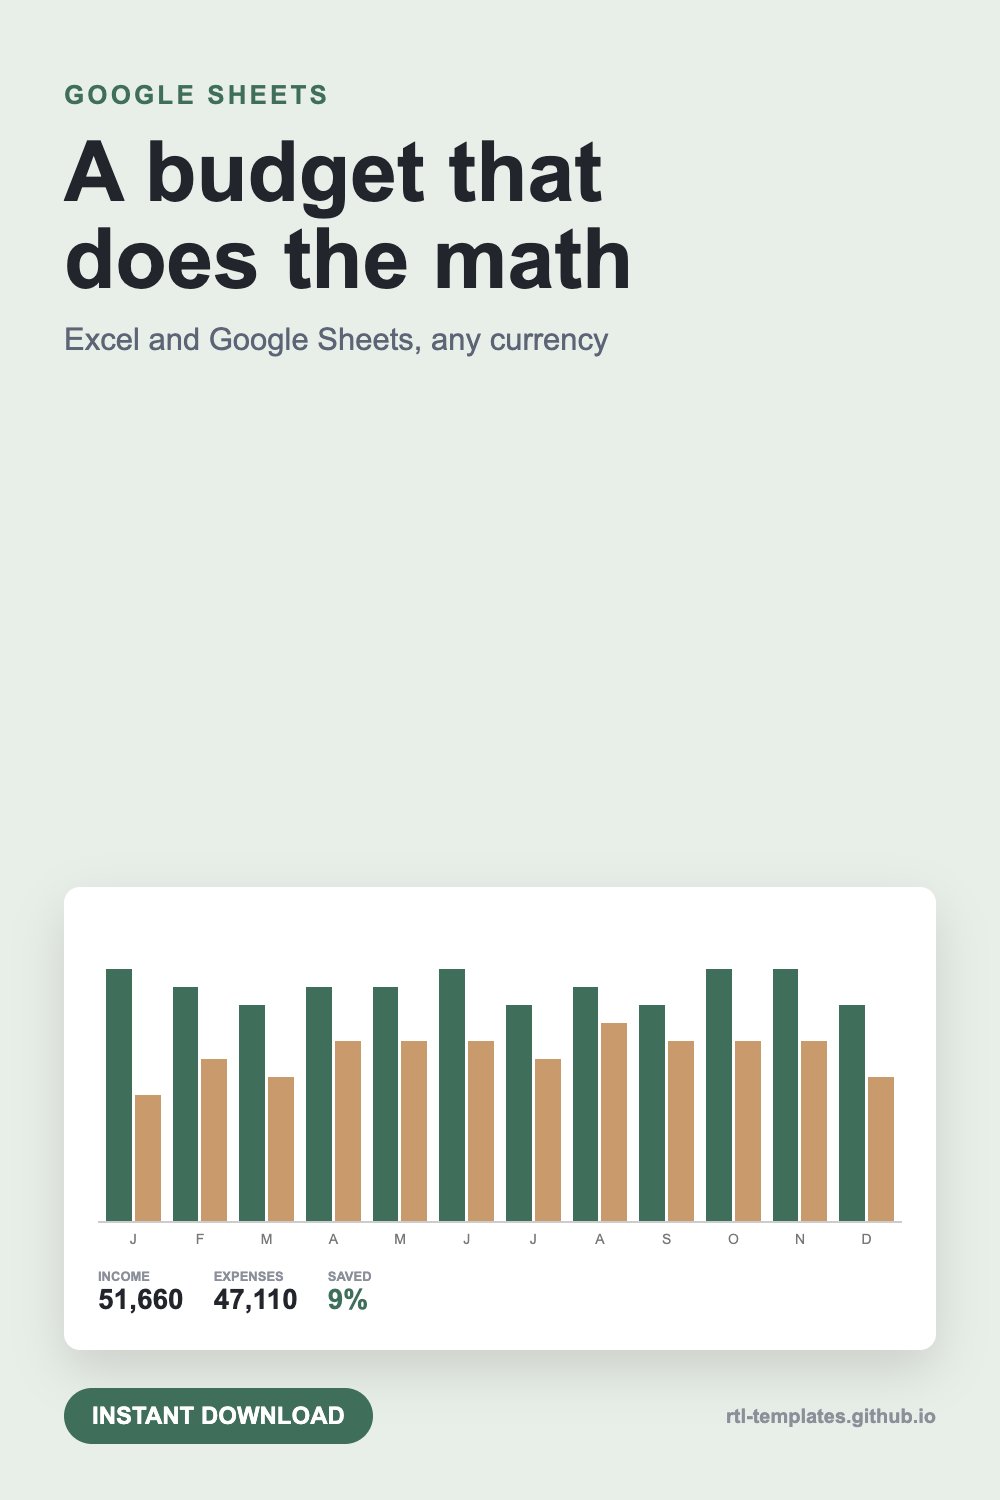 GOOGLE SHEETS
A budget that
does the math
Excel and Google Sheets, any currency
J F M A M J J A S O N D
INCOME EXPENSES SAVED
51,660 47,110 9%
INSTANT DOWNLOAD
rtl-templates.github.io